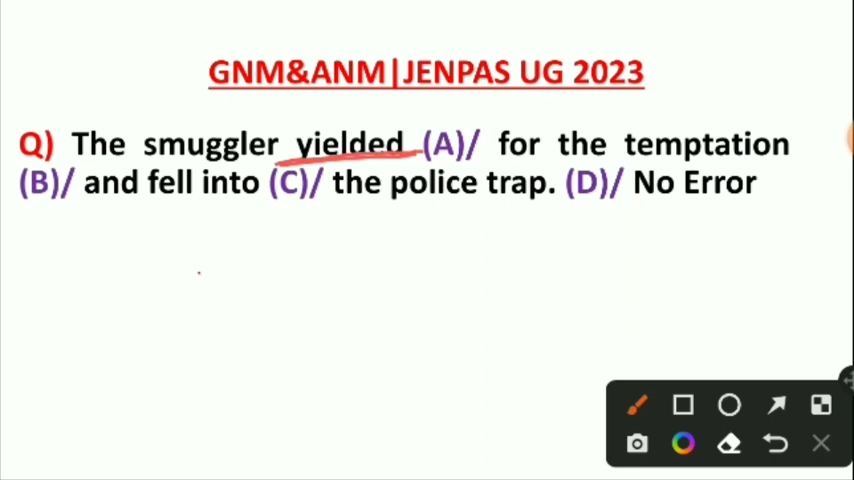 GNM&ANM|JENPAS UG 2023
Q) The smuggler yielded (A)/ for the temptation
(B)/ and fell into (C)/ the police trap. (D)/ No Error